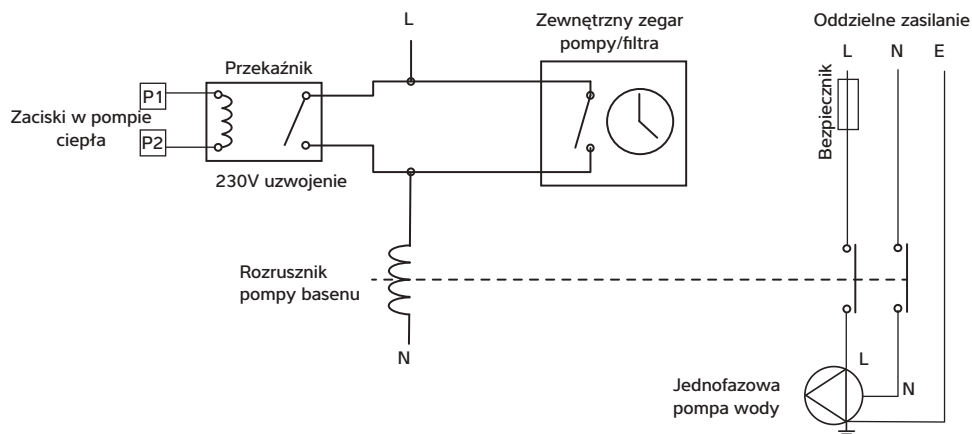 L
Zewnętrzny zegar
pompy/filtra
Oddzielne zasilanie
L N E
Przekaźnik
P1
Zaciski w pompie
ciepła
P2
230V uzwojenie
Bezpiecznik
Rozrusznik
pompy basenu
N
L
N
Jednofazowa
pompa wody